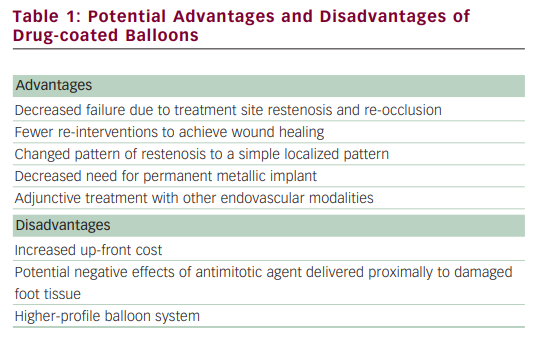 Table 1: Potential Advantages and Disadvantages of
Drug-coated Balloons
Advantages
Decreased failure due to treatment site restenosis and re-occlusion
Fewer re-interventions to achieve wound healing
Changed pattern of restenosis to a simple localized pattern
Decreased need for permanent metallic implant
Adjunctive treatment with other endovascular modalities
Disadvantages
Increased up-front cost
Potential negative effects of antimitotic agent delivered proximally to damaged
foot tissue
Higher-profile balloon system